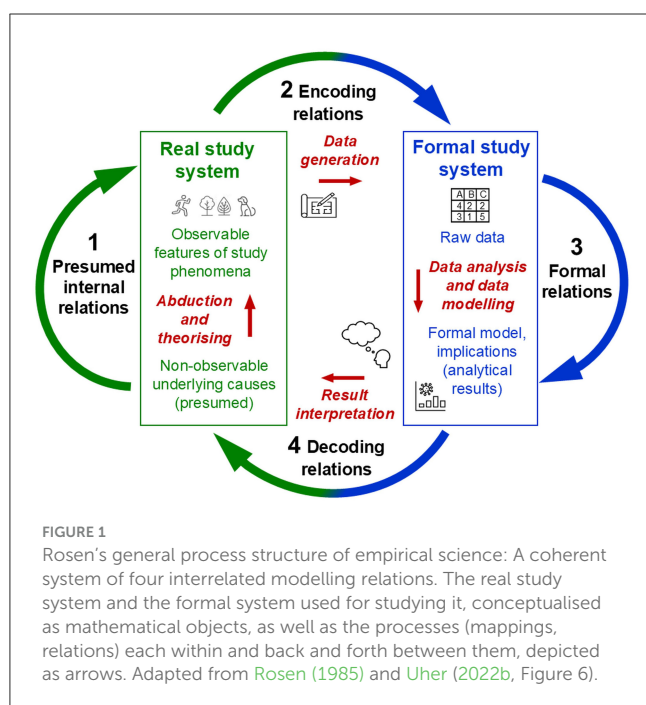 2 Encoding
relations
Real study
system
Data
generation
Formal study
system
A B C
4 2 2
3 1 5
Observable
features of study
phenomena
Raw data
1
Presumed
internal
relations
3
Formal
relations
Abduction
and
theorising
Data analysis
and data
modelling
Non-observable
underlying causes
(presumed)
Formal model,
implications
(analytical
results)
Result
interpretation
4 Decoding
relations
FIGURE 1
Rosen's general process structure of empirical science: A coherent
system of four interrelated modelling relations. The real study
system and the formal system used for studying it, conceptualised
as mathematical objects, as well as the processes (mappings,
relations) each within and back and forth between them, depicted
as arrows. Adapted from Rosen (1985) and Uher (2022b, Figure 6).